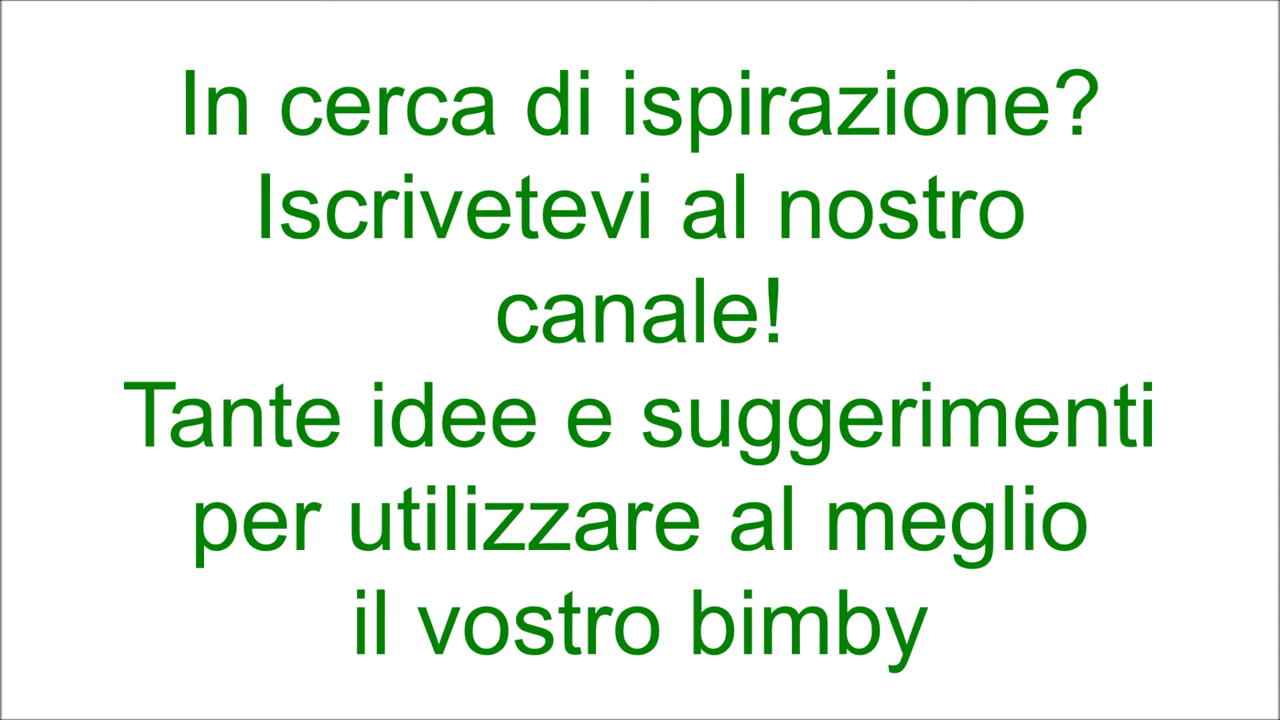 In cerca di ispirazione?
Iscrivetevi al nostro
canale!
Tante idee e suggerimenti
per utilizzare al meglio
il vostro bimby